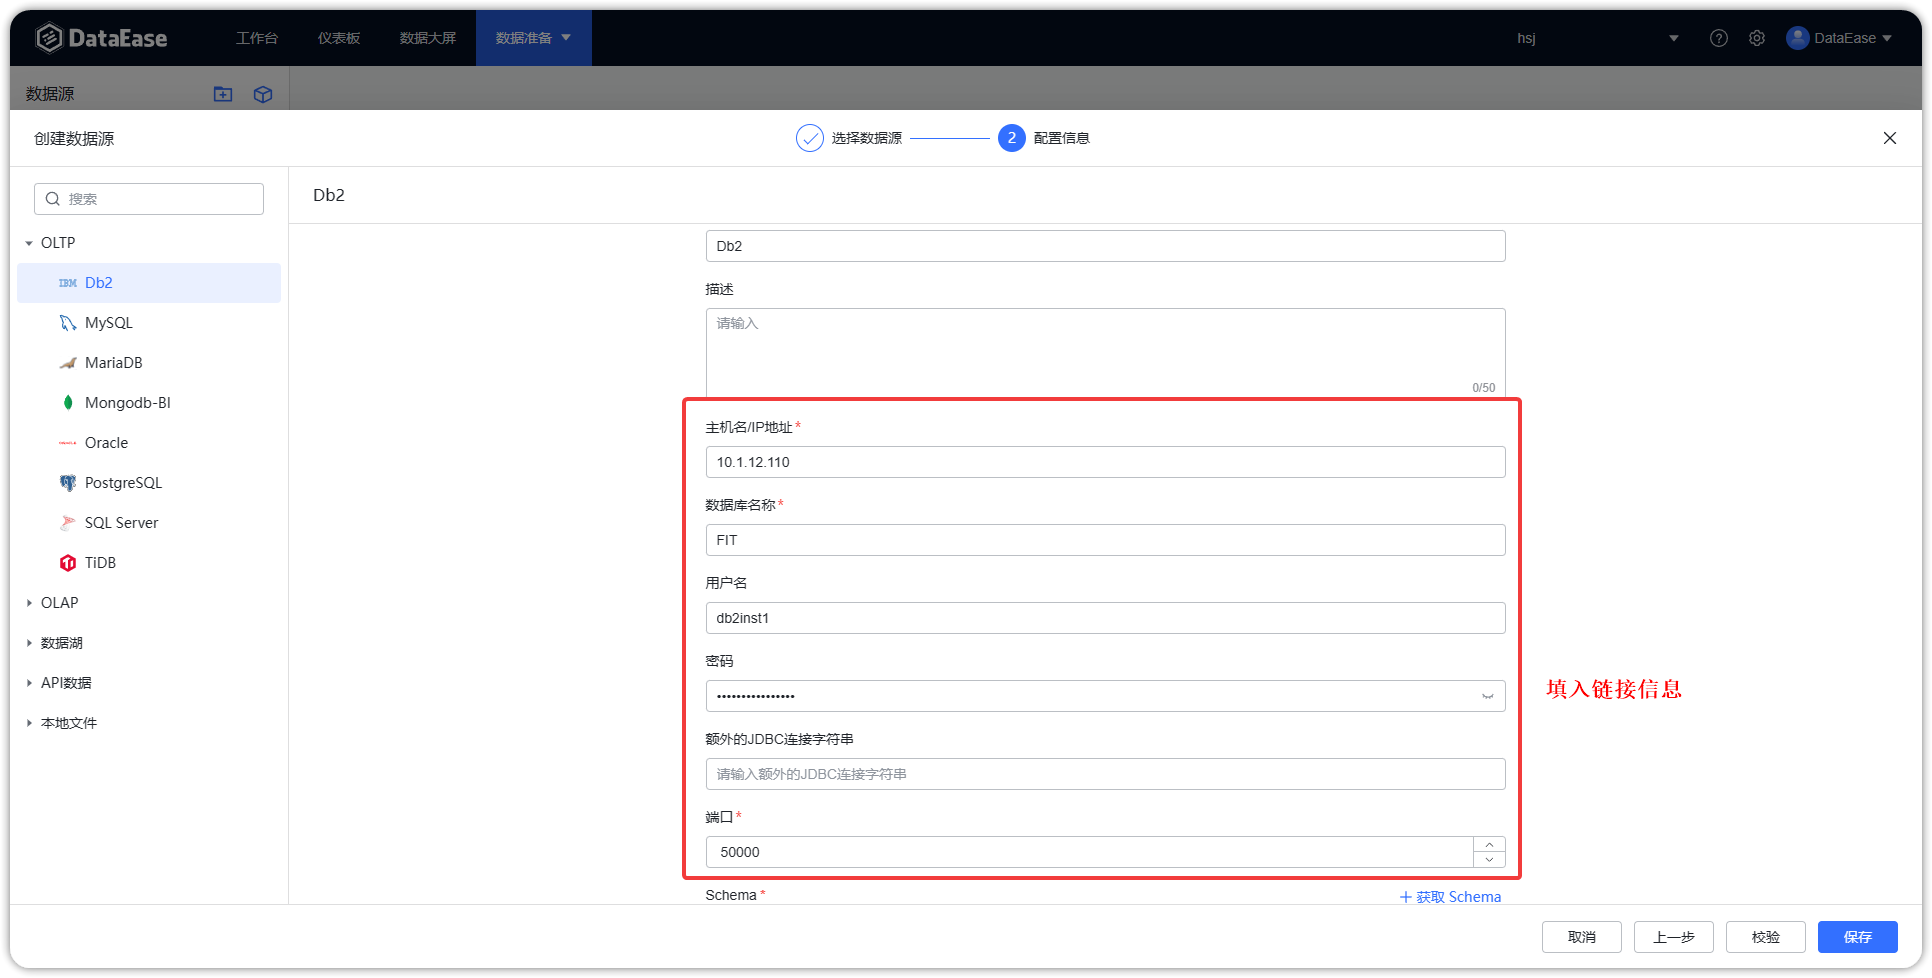 DataEase
工作台
仪表板
数据大屏
数据准备
hsj
DataEase
数据源
创建数据源
选择数据源
2
配置信息
搜索
OLTP
IBM
Db2
MySQL
MariaDB
Mongodb-BI
Oracle
PostgreSQL
SQL Server
TiDB
OLAP
数据湖
API数据
本地文件
Db2
Db2
描述
请输入
0/50
主机名/IP地址*
10.1.12.110
数据库名称*
FIT
用户名
db2inst1
密码
••••••••••••••••
额外的JDBC连接字符串
请输入额外的JDBC连接字符串
端口*
50000
填入链接信息
Schema*
获取 Schema
取消
上一步
校验
保存